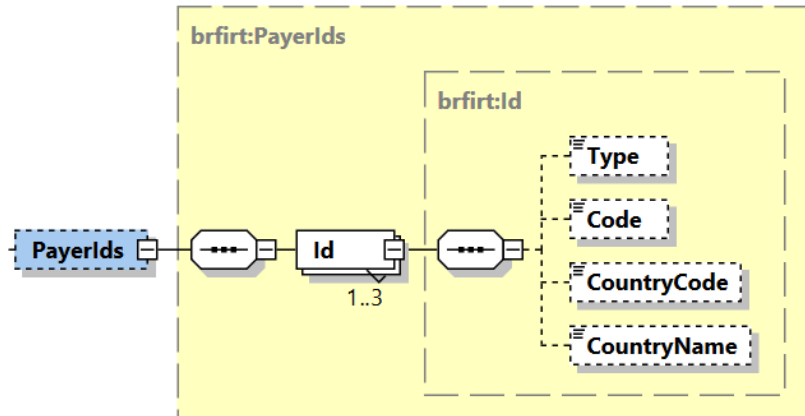 brfirt:PayerIds
brfirt:Id
Type
Code
PayerIds
Id
CountryCode
1..3
CountryName